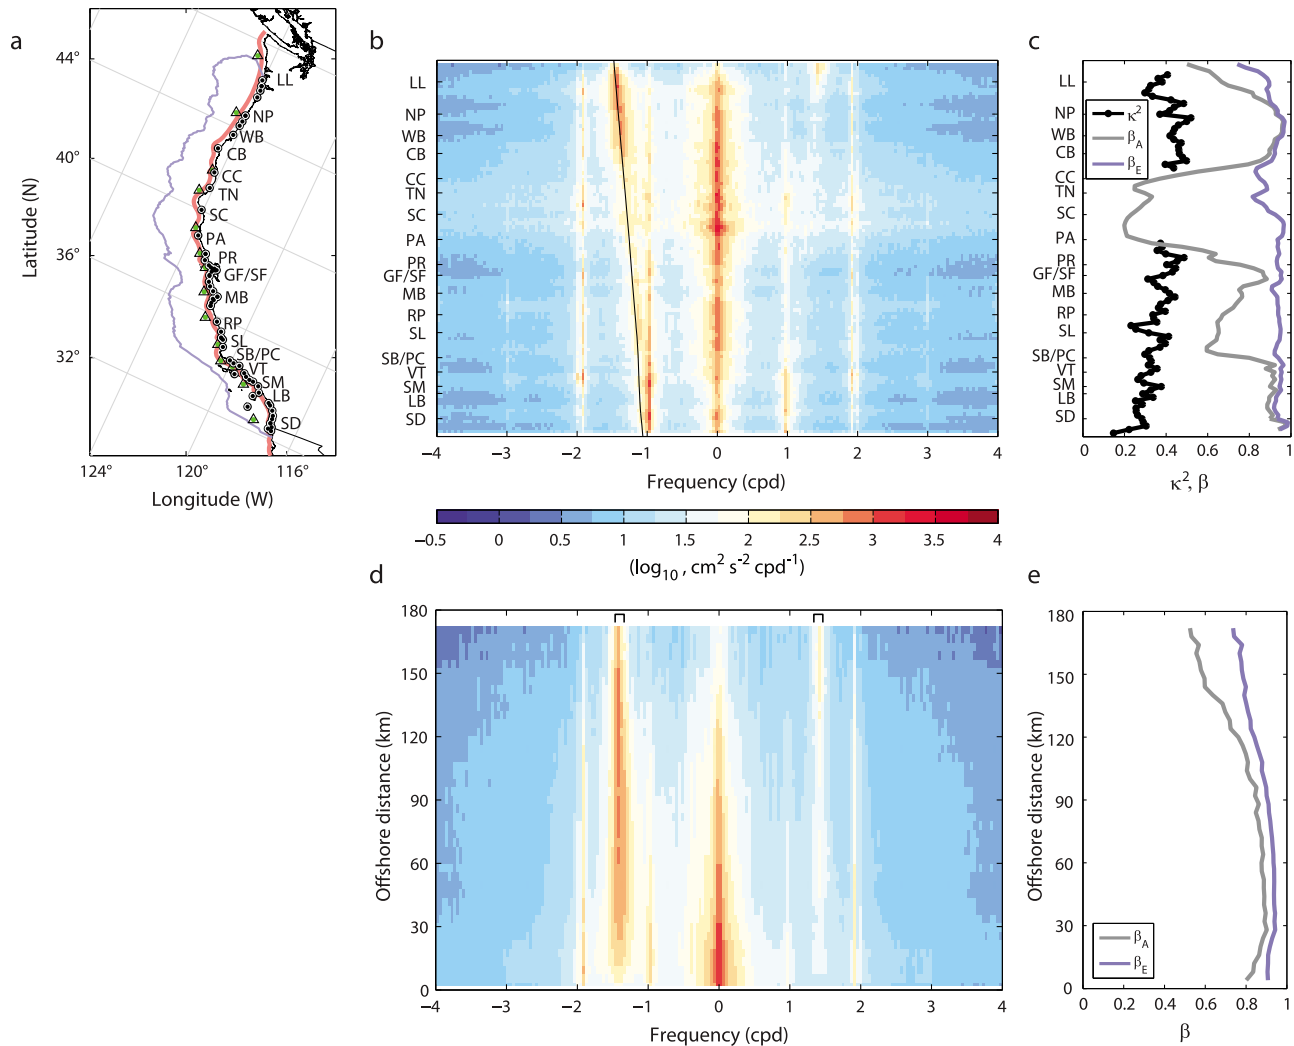 a
44°
40°
36°
32°
Latitude (N)
124°
120°
116°
Longitude (W)
LL
NP
WB
CB
CC
TN
SC
PA
PR
GF/SF
MB
RP
SL
SB/PC
VT
SM
LB
SD
b
LL
NP
WB
CB
CC
TN
SC
PA
PR
GF/SF
MB
RP
SL
SB/PC
VT
SM
LB
SD
−4 −3 −2 −1 0 1 2 3 4
Frequency (cpd)
−0.5 0 0.5 1 1.5 2 2.5 3 3.5 4
(log10 , cm² s⁻² cpd⁻¹)
c
LL
NP
WB
CB
CC
TN
SC
PA
PR
GF/SF
MB
RP
SL
SB/PC
VT
SM
LB
SD
κ²
βA
βE
0 0.2 0.4 0.6 0.8 1
κ², β
d
180
150
120
90
60
30
0
Offshore distance (km)
−4 −3 −2 −1 0 1 2 3 4
Frequency (cpd)
e
180
150
120
90
60
30
0
Offshore distance (km)
βA
βE
0 0.2 0.4 0.6 0.8 1
β